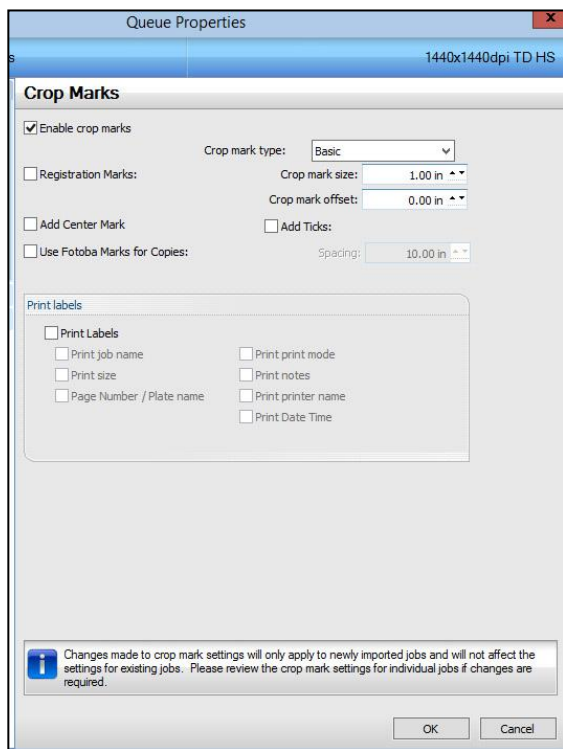 Queue Properties
x
s
1440x1440dpi TD HS
Crop Marks
Enable crop marks
Crop mark type: Basic
Registration Marks:
Crop mark size: 1.00 in
Crop mark offset: 0.00 in
Add Center Mark
Add Ticks:
Use Fotoba Marks for Copies:
Spacing: 10.00 in
Print labels
Print Labels
Print job name
Print print mode
Print size
Print notes
Page Number / Plate name
Print printer name
Print Date Time
Changes made to crop mark settings will only apply to newly imported jobs and will not affect the
settings for existing jobs. Please review the crop mark settings for individual jobs if changes are
required.
OK
Cancel